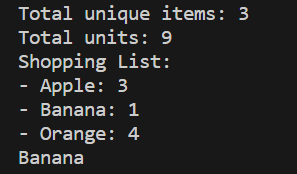 Total unique items: 3
Total units: 9
Shopping List:
- Apple: 3
- Banana: 1
- Orange: 4
Banana